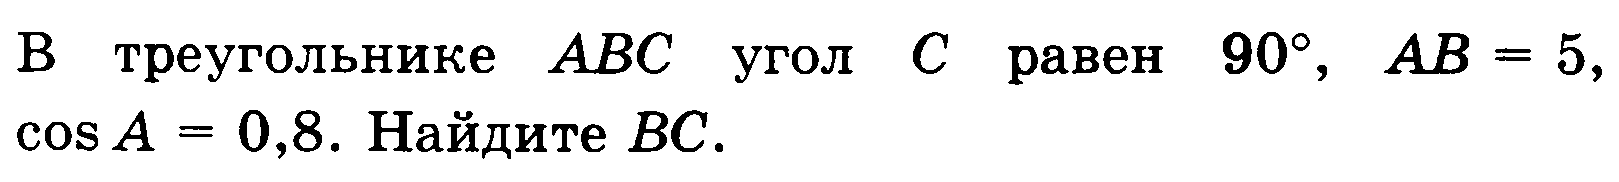 В треугольнике ABC угол C равен 90°, AB = 5,
cos A = 0,8. Найдите BC.